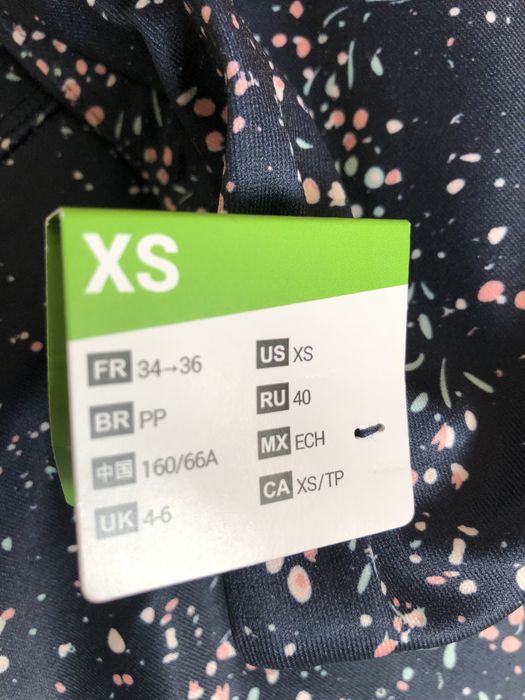 XS
FR 34→36
BR PP
中国 160/66A
UK 4-6
US XS
RU 40
MX ECH
CA XS/TP